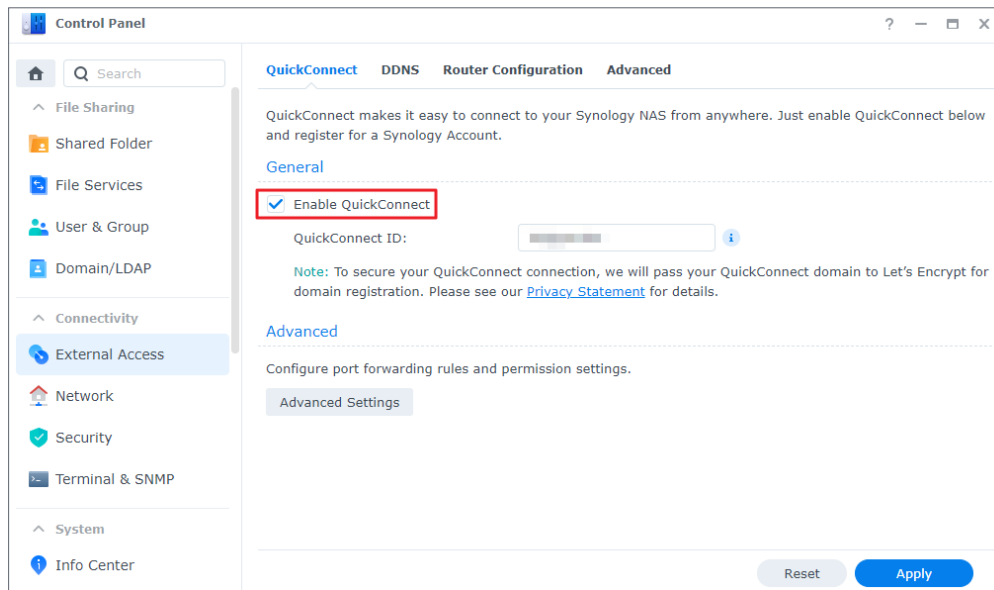 Control Panel
?
Search
File Sharing
Shared Folder
File Services
User & Group
Domain/LDAP
Connectivity
External Access
Network
Security
Terminal & SNMP
System
Info Center
QuickConnect DDNS Router Configuration Advanced
QuickConnect makes it easy to connect to your Synology NAS from anywhere. Just enable QuickConnect below
and register for a Synology Account.
General
Enable QuickConnect
QuickConnect ID:
Note: To secure your QuickConnect connection, we will pass your QuickConnect domain to Let's Encrypt for
domain registration. Please see our Privacy Statement for details.
Advanced
Configure port forwarding rules and permission settings.
Advanced Settings
Reset Apply